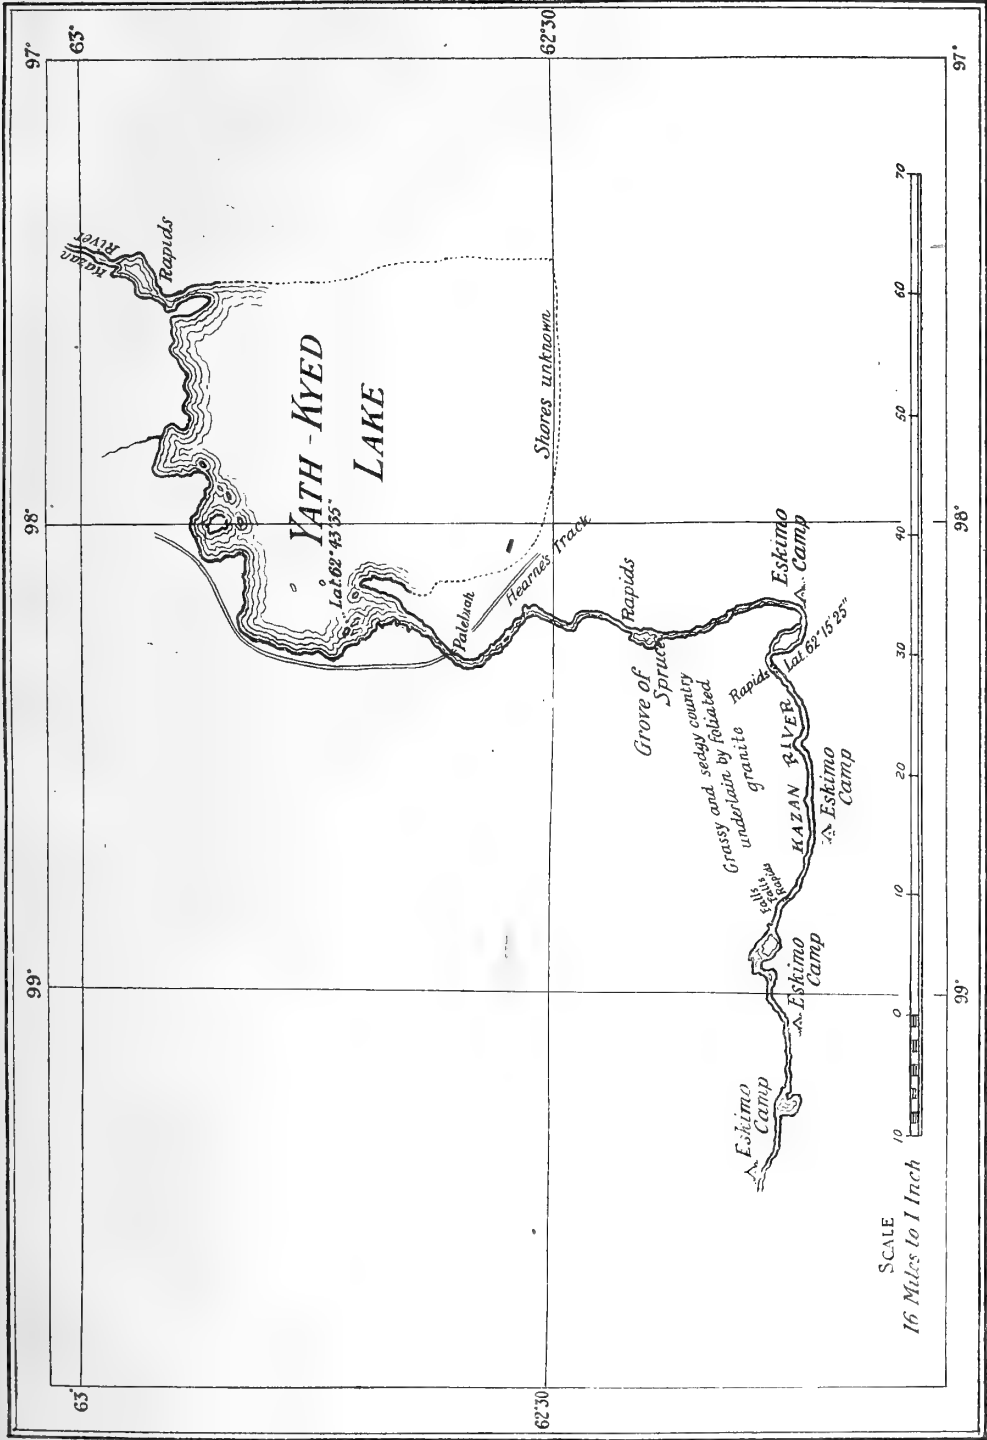 63°
62°30
97°
97°
Kazan
River
Rapids
YATH-KYED
LAKE
Lat. 62°43'35"
Shores unknown
98°
98°
Palelluah
Hearne's Track
Rapids
Grove of
Spruce
Eskimo
Camp
Lat. 62°15'25"
Rapids
Grassy and sedgy country
underlain by foliated
granite
KAZAN RIVER
Eskimo
Camp
Falls
Falls
Rapids
Rapid
Eskimo
Camp
99°
99°
Eskimo
Camp
63°
62°30
SCALE
16 Miles to 1 Inch
10 0 10 20 30 40 50 60 70